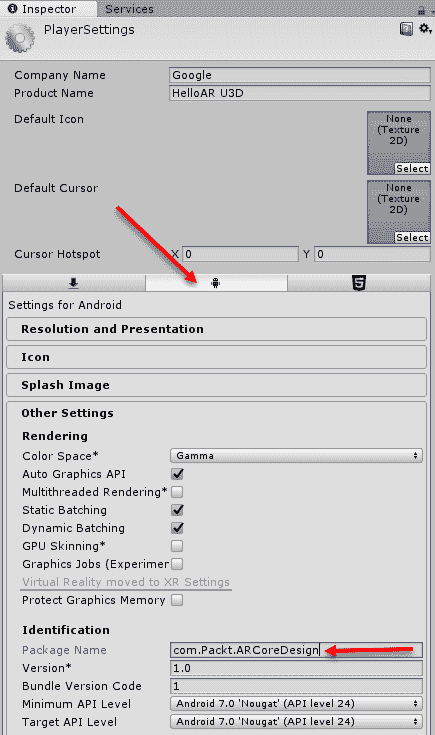 Inspector Services
PlayerSettings
Company Name Google
Product Name HelloAR U3D
Default Icon
None
(Texture
2D)
Select
Default Cursor
None
(Texture
2D)
Select
Cursor Hotspot X 0 Y 0
Settings for Android
Resolution and Presentation
Icon
Splash Image
Other Settings
Rendering
Color Space* Gamma
Auto Graphics API
Multithreaded Rendering*
Static Batching
Dynamic Batching
GPU Skinning*
Graphics Jobs (Experimen
Virtual Reality moved to XR Settings
Protect Graphics Memory
Identification
Package Name com.Packt.ARCoreDesign
Version* 1.0
Bundle Version Code 1
Minimum API Level Android 7.0 'Nougat' (API level 24)
Target API Level Android 7.0 'Nougat' (API level 24)